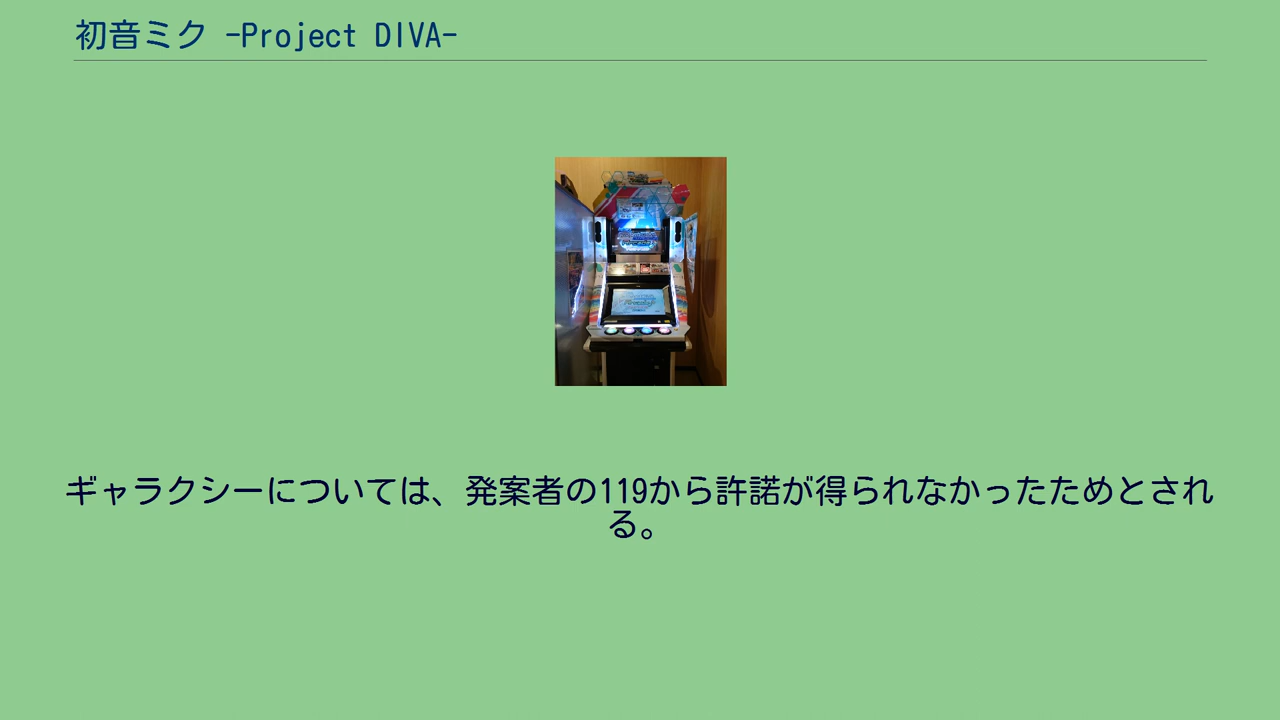 初音ミク -Project DIVA-
ギャラクシーについては、発案者の119から許諾が得られなかったためとされ
る。